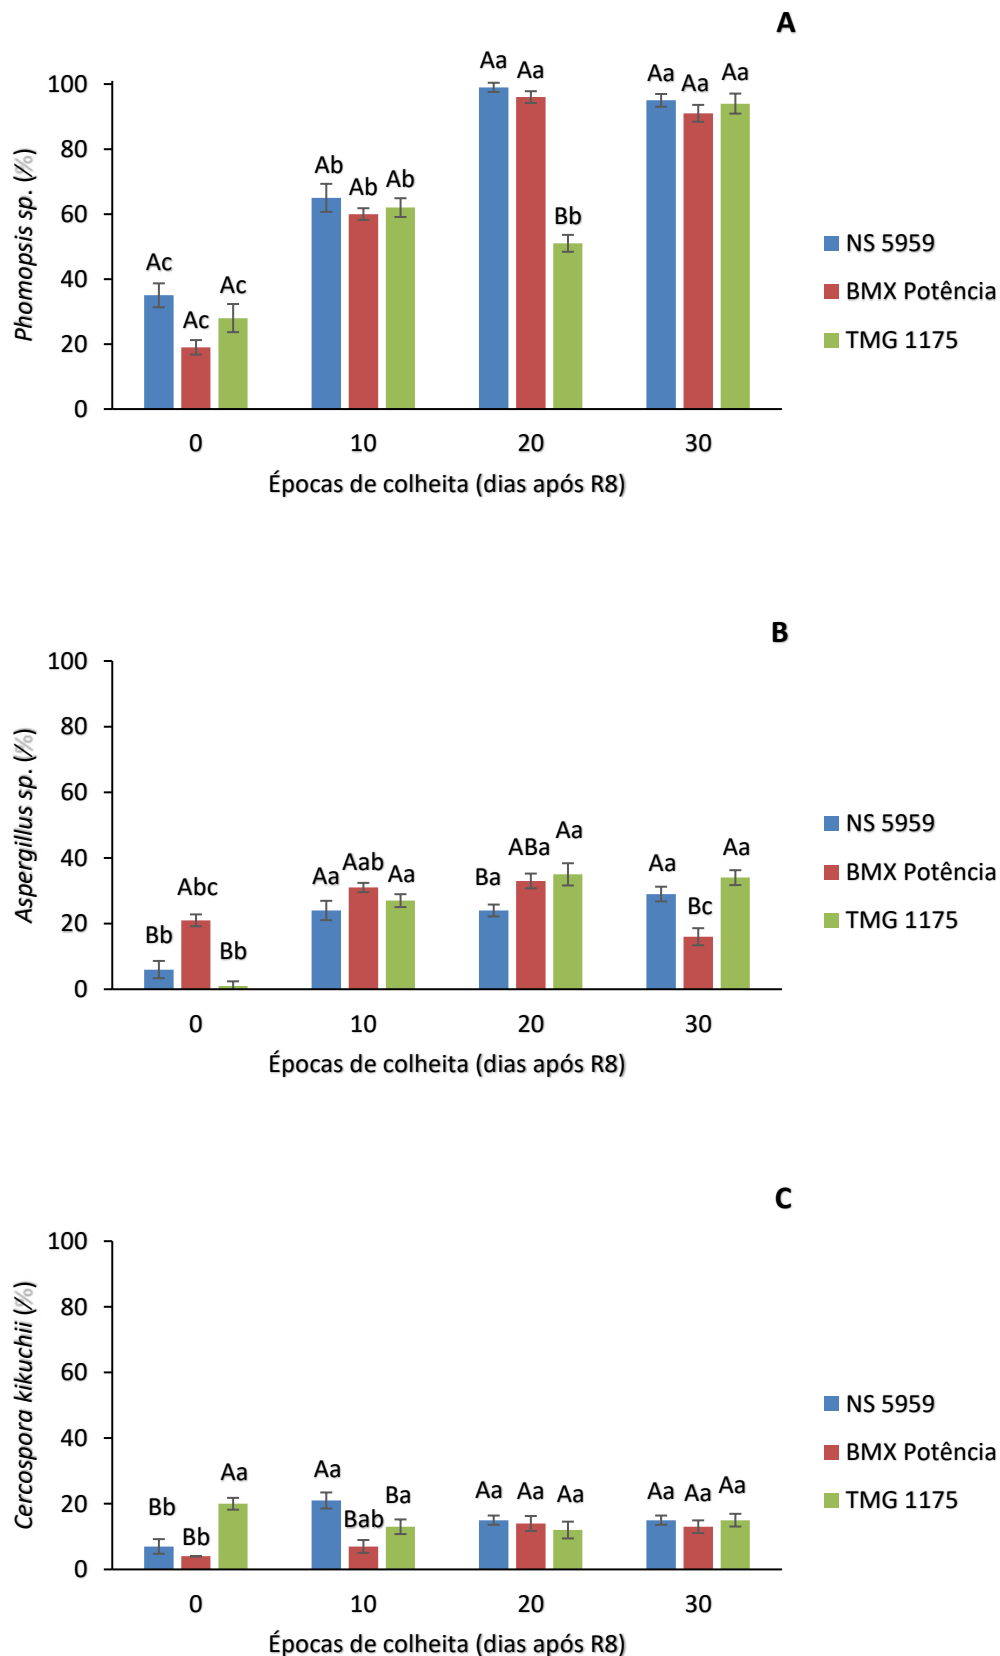 A
Phomopsis sp. (%)
100
80
60
40
20
0
Ac
Ac
Ac
Ab
Ab
Ab
Aa
Aa
Bb
Aa
Aa
Aa
0
10
20
30
Épocas de colheita (dias após R8)
NS 5959
BMX Potência
TMG 1175
B
Aspergillus sp. (%)
100
80
60
40
20
0
Bb
Abc
Bb
Aa
Aab
Aa
Ba
ABa
Aa
Aa
Bc
Aa
0
10
20
30
Épocas de colheita (dias após R8)
NS 5959
BMX Potência
TMG 1175
C
Cercospora kikuchii (%)
100
80
60
40
20
0
Bb
Bb
Aa
Aa
Bab
Ba
Aa
Aa
Aa
Aa
Aa
Aa
0
10
20
30
Épocas de colheita (dias após R8)
NS 5959
BMX Potência
TMG 1175